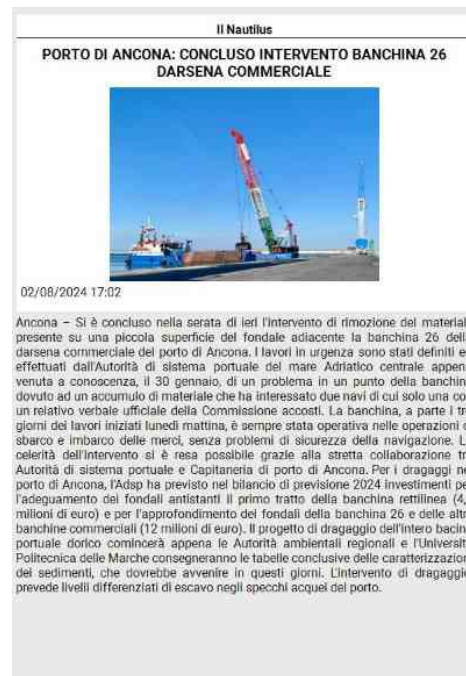 Il Nautilus
PORTO DI ANCONA: CONCLUSO INTERVENTO BANCHINA 26
DARSENA COMMERCIALE
02/08/2024 17:02
Ancona – Si è concluso nella serata di ieri l'intervento di rimozione del material
presente su una piccola superficie del fondale adiacente la banchina 26 dell
darsena commerciale del porto di Ancona. I lavori in urgenza sono stati definiti e
effettuati dall'Autorità di sistema portuale del mare Adriatico centrale appen
venuta a conoscenza, il 30 gennaio, di un problema in un punto della banchin
dovuto ad un accumulo di materiale che ha interessato due navi di cui solo una co
un relativo verbale ufficiale della Commissione accosti. La banchina, a parte i tr
giorni dei lavori iniziati lunedì mattina, è sempre stata operativa nelle operazioni d
sbarco e imbarco delle merci, senza problemi di sicurezza della navigazione. L
celerità dell'intervento si è resa possibile grazie alla stretta collaborazione tr
Autorità di sistema portuale e Capitaneria di porto di Ancona. Per i dragaggi ne
porto di Ancona, l'Adsp ha previsto nel bilancio di previsione 2024 investimenti pe
l'adeguamento dei fondali antistanti il primo tratto della banchina rettilinea (4,
milioni di euro) e per l'approfondimento dei fondali della banchina 26 e delle altr
banchine commerciali (12 milioni di euro). Il progetto di dragaggio dell'intero bacin
portuale dorico comincerà appena le Autorità ambientali regionali e l'Universit
Politecnica delle Marche consegneranno le tabelle conclusive delle caratterizzazion
dei sedimenti, che dovrebbe avvenire in questi giorni. L'intervento di dragaggi
prevede livelli differenziati di escavo negli specchi acquei del porto.